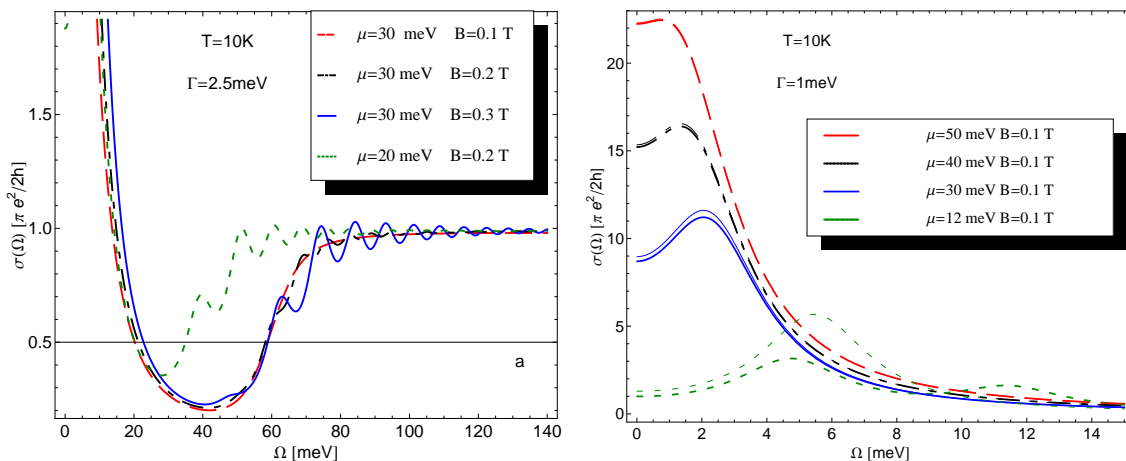 T=10K
Γ=2.5meV
μ=30 meV B=0.1 T
μ=30 meV B=0.2 T
μ=30 meV B=0.3 T
μ=20 meV B=0.2 T
σ(Ω) [π e²/2h]
1.5
1.0
0.5
a
0 20 40 60 80 100 120 140
Ω [meV]
T=10K
Γ=1meV
μ=50 meV B=0.1 T
μ=40 meV B=0.1 T
μ=30 meV B=0.1 T
μ=12 meV B=0.1 T
σ(Ω) [π e²/2h]
20
15
10
5
0
0 2 4 6 8 10 12 14
Ω [meV]